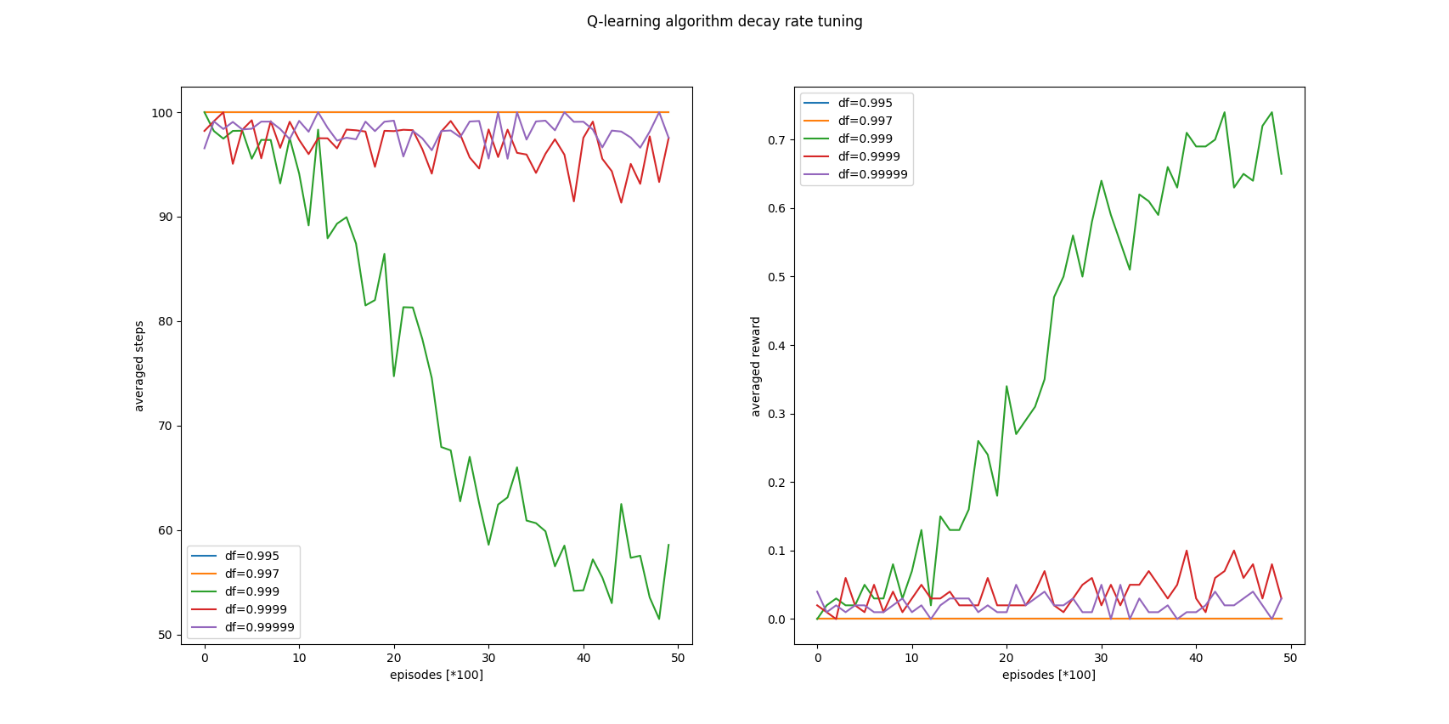 Q-learning algorithm decay rate tuning
averaged steps
100
90
80
70
60
50
0
10
20
30
40
50
episodes [*100]
df=0.995
df=0.997
df=0.999
df=0.9999
df=0.99999
averaged reward
0.7
0.6
0.5
0.4
0.3
0.2
0.1
0.0
0
10
20
30
40
50
episodes [*100]
df=0.995
df=0.997
df=0.999
df=0.9999
df=0.99999